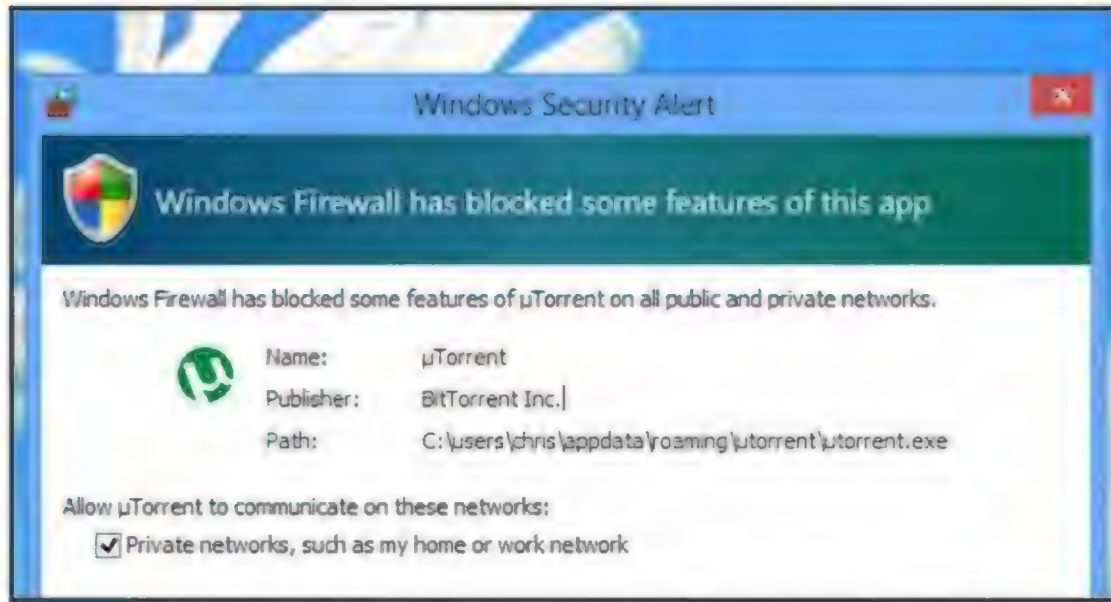 Windows Security Alert
Windows Firewall has blocked some features of this app
Windows Firewall has blocked some features of µTorrent on all public and private networks.
Name: µTorrent
Publisher: BitTorrent Inc.
Path: C:\users\chris\appdata\roaming\utorrent\utorrent.exe
Allow µTorrent to communicate on these networks:
Private networks, such as my home or work network